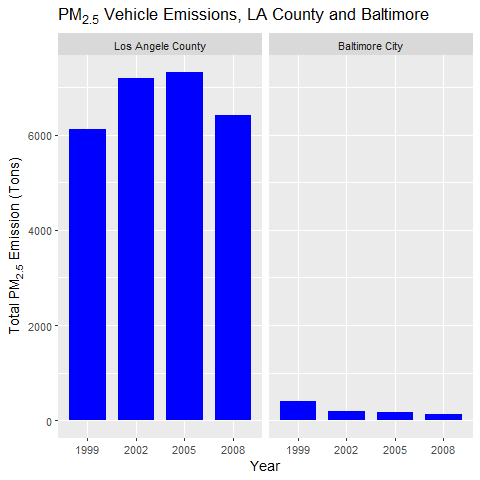 PM2.5 Vehicle Emissions, LA County and Baltimore
Los Angele County
Baltimore City
Total PM2.5 Emission (Tons)
6000
4000
2000
0
1999 2002 2005 2008
1999 2002 2005 2008
Year